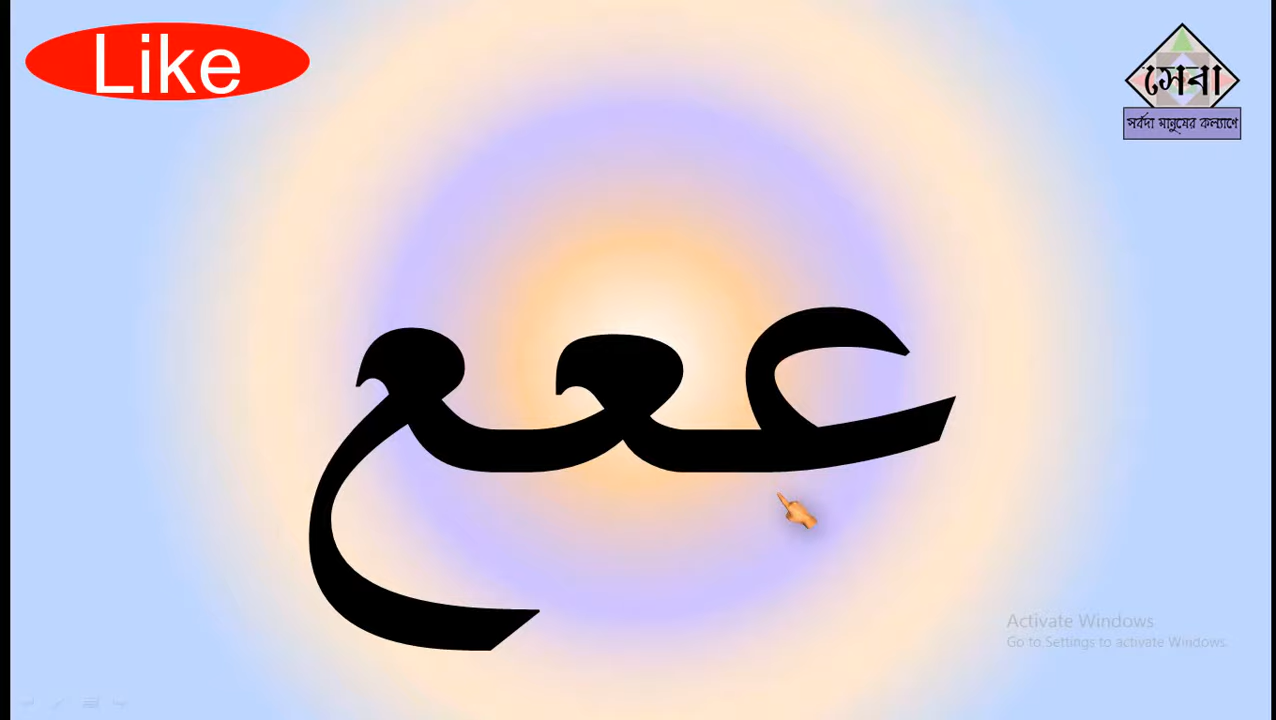 Like
সেবা
সর্বদা মানুষের কল্যাণে
ععع
Activate Windows
Go to Settings to activate Windows.